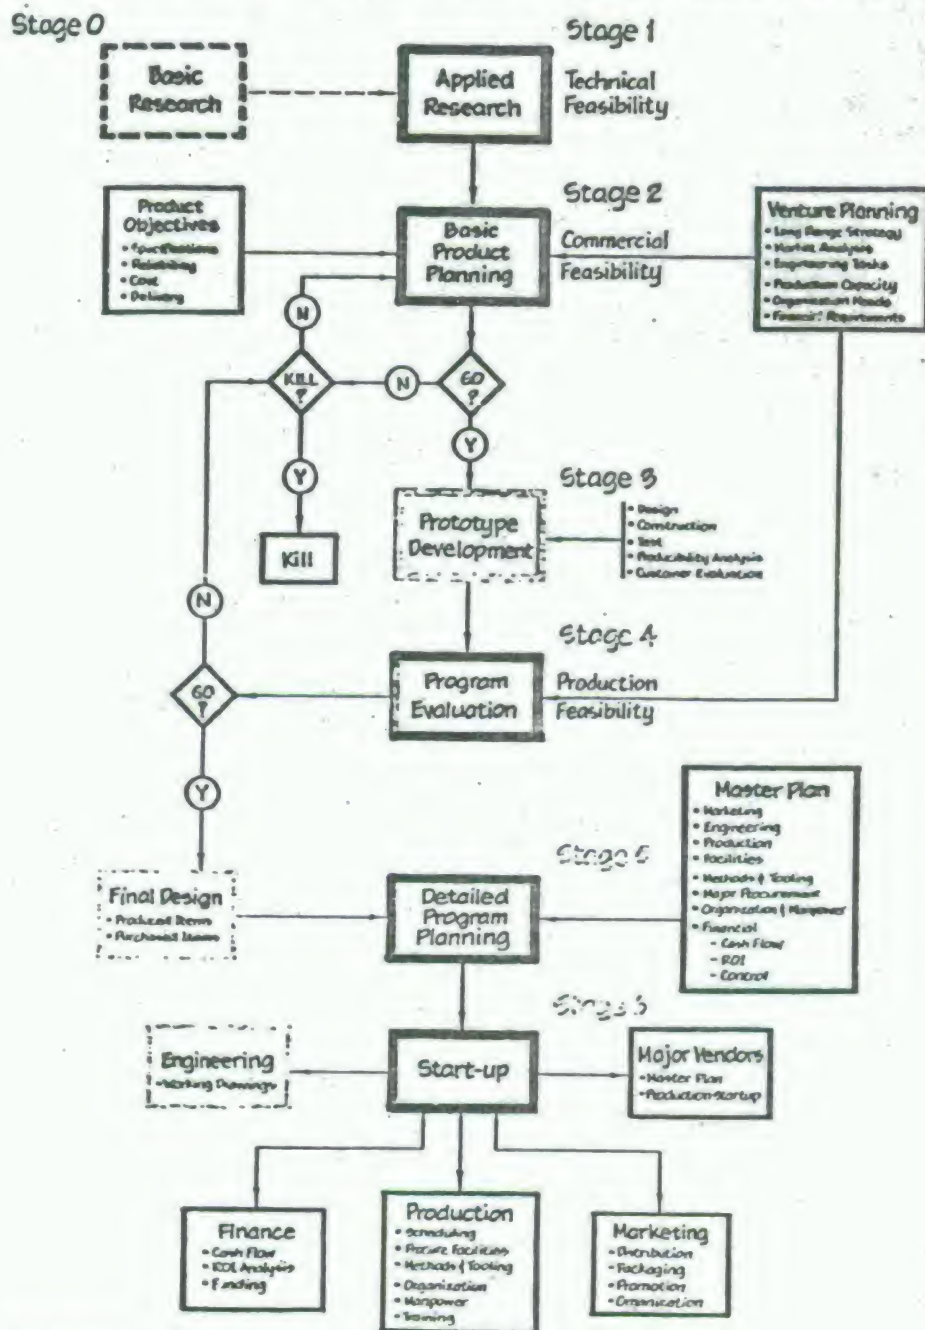 Stage 0
Basic
Research
Stage 1
Applied
Research
Technical
Feasibility
Product
Objectives
• Specifications
• Reliability
• Cost
• Delivery
Stage 2
Basic
Product
Planning
Commercial
Feasibility
Venture Planning
• Long Range Strategy
• Market Analysis
• Engineering Tasks
• Production Capacity
• Organization Needs
• Financial Requirements
N
KILL
?
N
GO
?
Y
Y
Kill
Stage 3
Prototype
Development
• Design
• Construction
• Test
• Producibility Analysis
• Customer Evaluation
N
Stage 4
GO
?
Program
Evaluation
Production
Feasibility
Y
Master Plan
• Marketing
• Engineering
• Production
• Facilities
• Methods & Tooling
• Major Procurement
• Organization & Manpower
• Financial
– Cash Flow
– ROI
– Control
Stage 5
Final Design
• Produced Items
• Purchased Items
Detailed
Program
Planning
Stage
Engineering
• Working Drawings
Start-up
Major Vendors
• Master Plan
• Production Startup
Finance
• Cash Flow
• ROI Analysis
• Funding
Production
• Scheduling
• Procure Facilities
• Methods & Tooling
• Organization
• Manpower
• Training
Marketing
• Distribution
• Packaging
• Promotion
• Organization